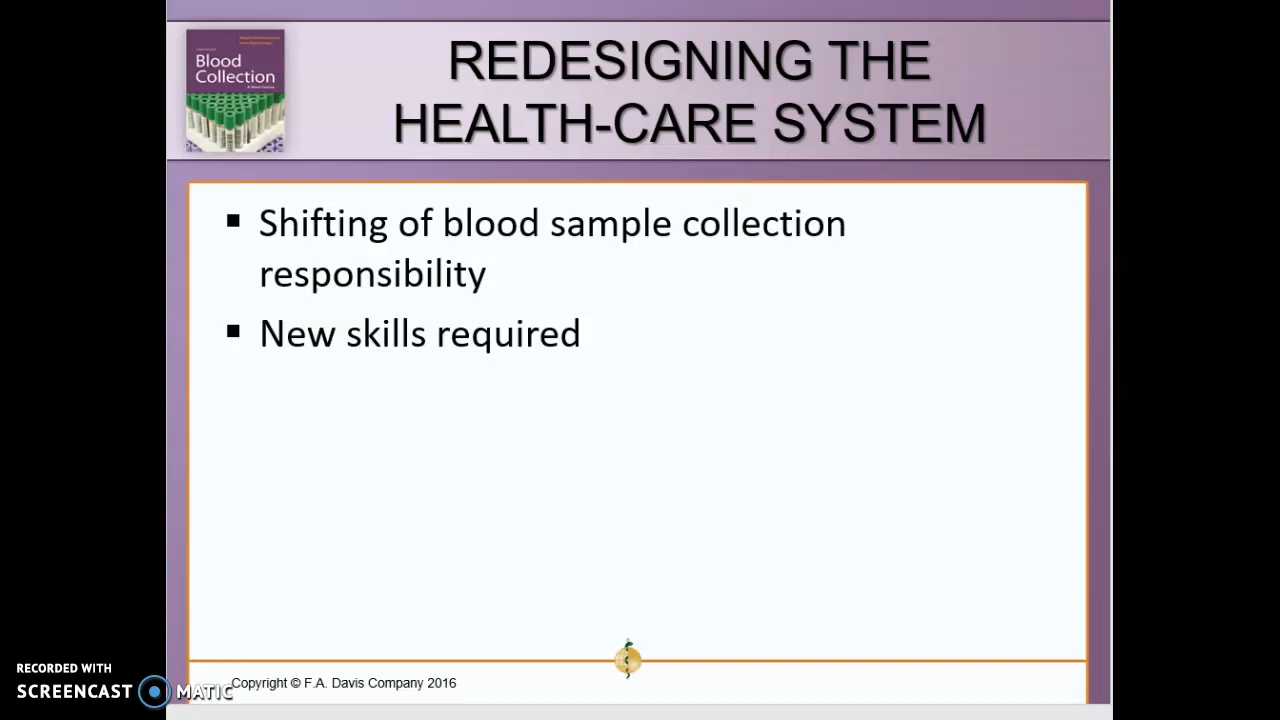 Blood
Collection
REDESIGNING THE
HEALTH-CARE SYSTEM
▪ Shifting of blood sample collection
responsibility
▪ New skills required
RECORDED WITH
SCREENCAST MATIC
Copyright © F.A. Davis Company 2016